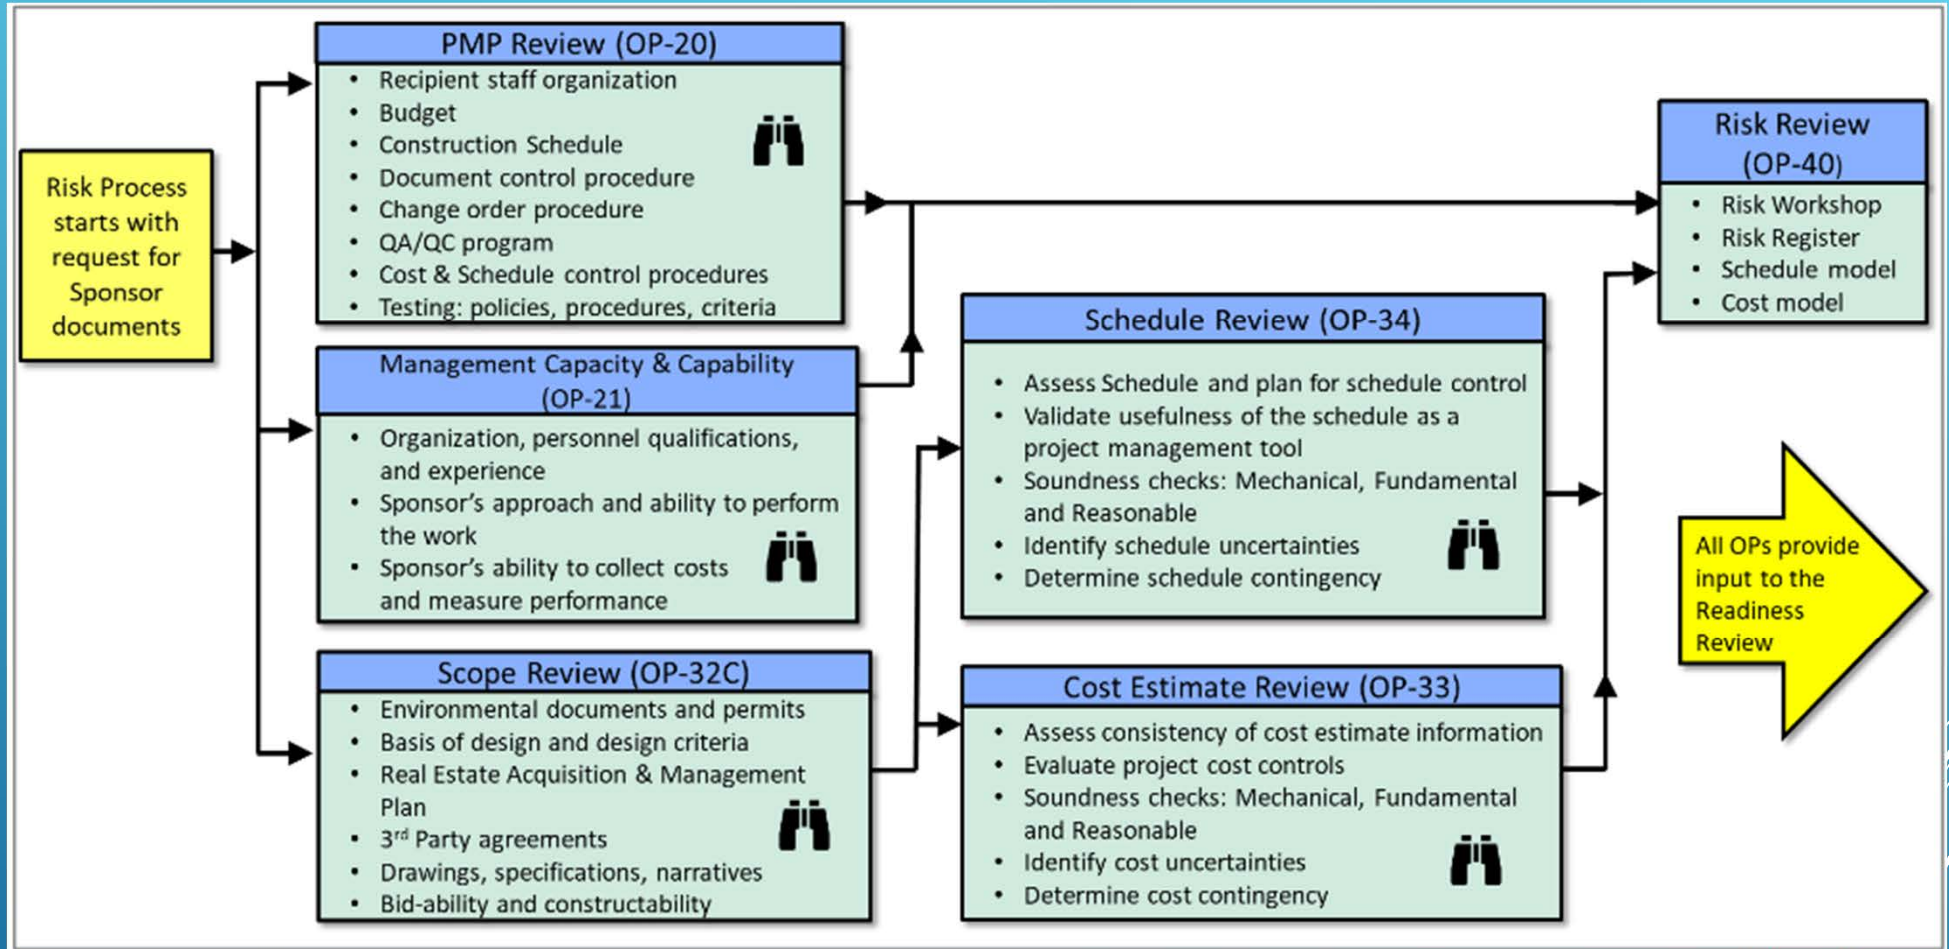 Risk Process
starts with
request for
Sponsor
documents
PMP Review (OP-20)
• Recipient staff organization
• Budget
• Construction Schedule
• Document control procedure
• Change order procedure
• QA/QC program
• Cost & Schedule control procedures
• Testing: policies, procedures, criteria
Management Capacity & Capability
(OP-21)
• Organization, personnel qualifications,
and experience
• Sponsor’s approach and ability to perform
the work
• Sponsor’s ability to collect costs
and measure performance
Scope Review (OP-32C)
• Environmental documents and permits
• Basis of design and design criteria
• Real Estate Acquisition & Management
Plan
• 3rd Party agreements
• Drawings, specifications, narratives
• Bid-ability and constructability
Schedule Review (OP-34)
• Assess Schedule and plan for schedule control
• Validate usefulness of the schedule as a
project management tool
• Soundness checks: Mechanical, Fundamental
and Reasonable
• Identify schedule uncertainties
• Determine schedule contingency
Cost Estimate Review (OP-33)
• Assess consistency of cost estimate information
• Evaluate project cost controls
• Soundness checks: Mechanical, Fundamental
and Reasonable
• Identify cost uncertainties
• Determine cost contingency
Risk Review
(OP-40)
• Risk Workshop
• Risk Register
• Schedule model
• Cost model
All OPs provide
input to the
Readiness
Review